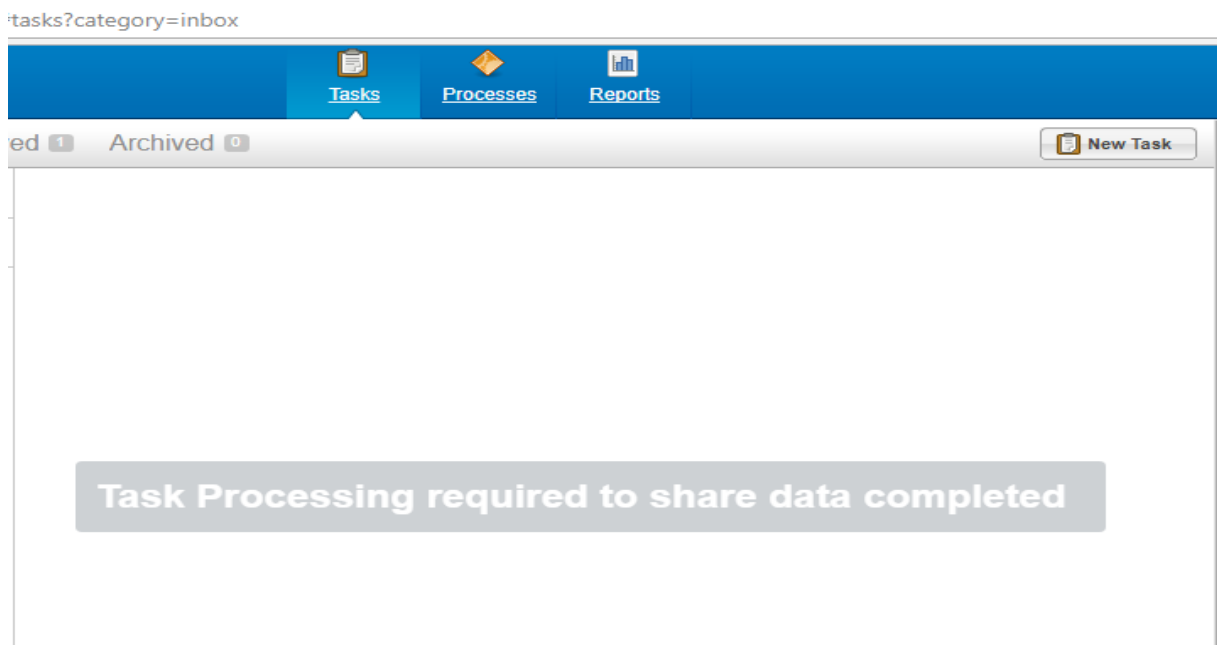 tasks?category=inbox
Tasks Processes Reports
ed 1 Archived 0 New Task
Task Processing required to share data completed